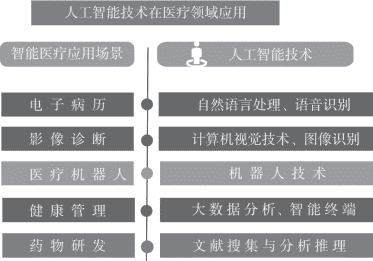 人工智能技术在医疗领域应用
智能医疗应用场景 人工智能技术
电子病历 自然语言处理、语音识别
影像诊断 计算机视觉技术、图像识别
医疗机器人 机器人技术
健康管理 大数据分析、智能终端
药物研发 文献搜集与分析推理